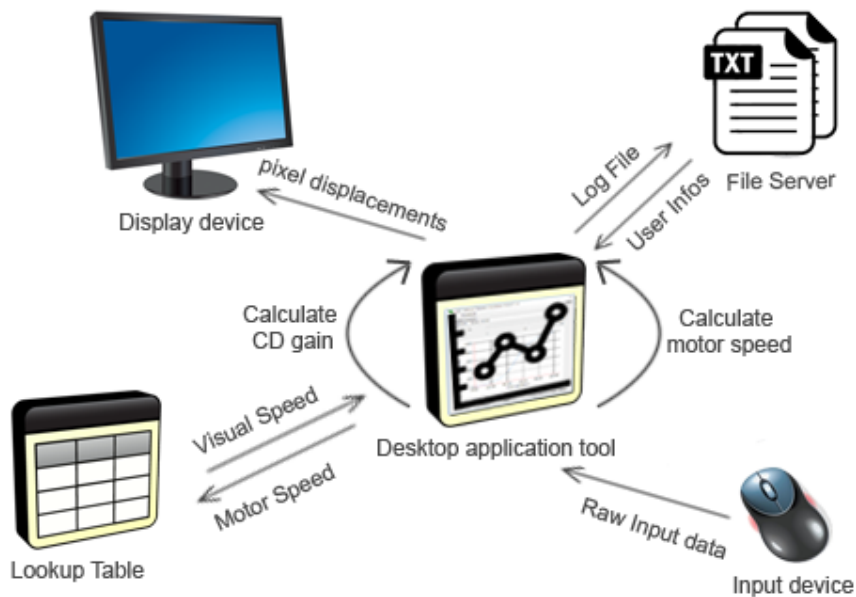 TXT
File Server
Display device
pixel displacements
Log File
User Infos
Calculate
CD gain
Calculate
motor speed
Visual Speed
Motor Speed
Desktop application tool
Raw Input data
Lookup Table
Input device